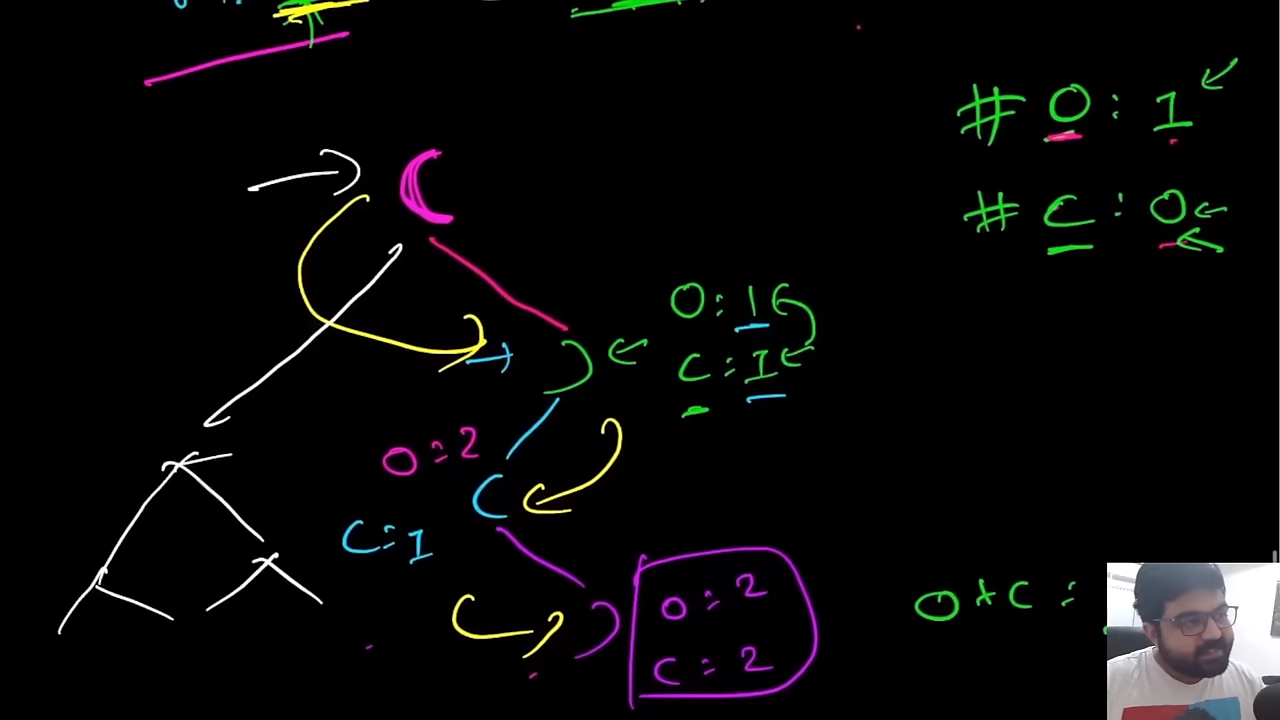 # O : 1
# C : 0
(
O : 1
C : 1
)
O : 2
(
C : 1
)
O : 2
C : 2
O + C :